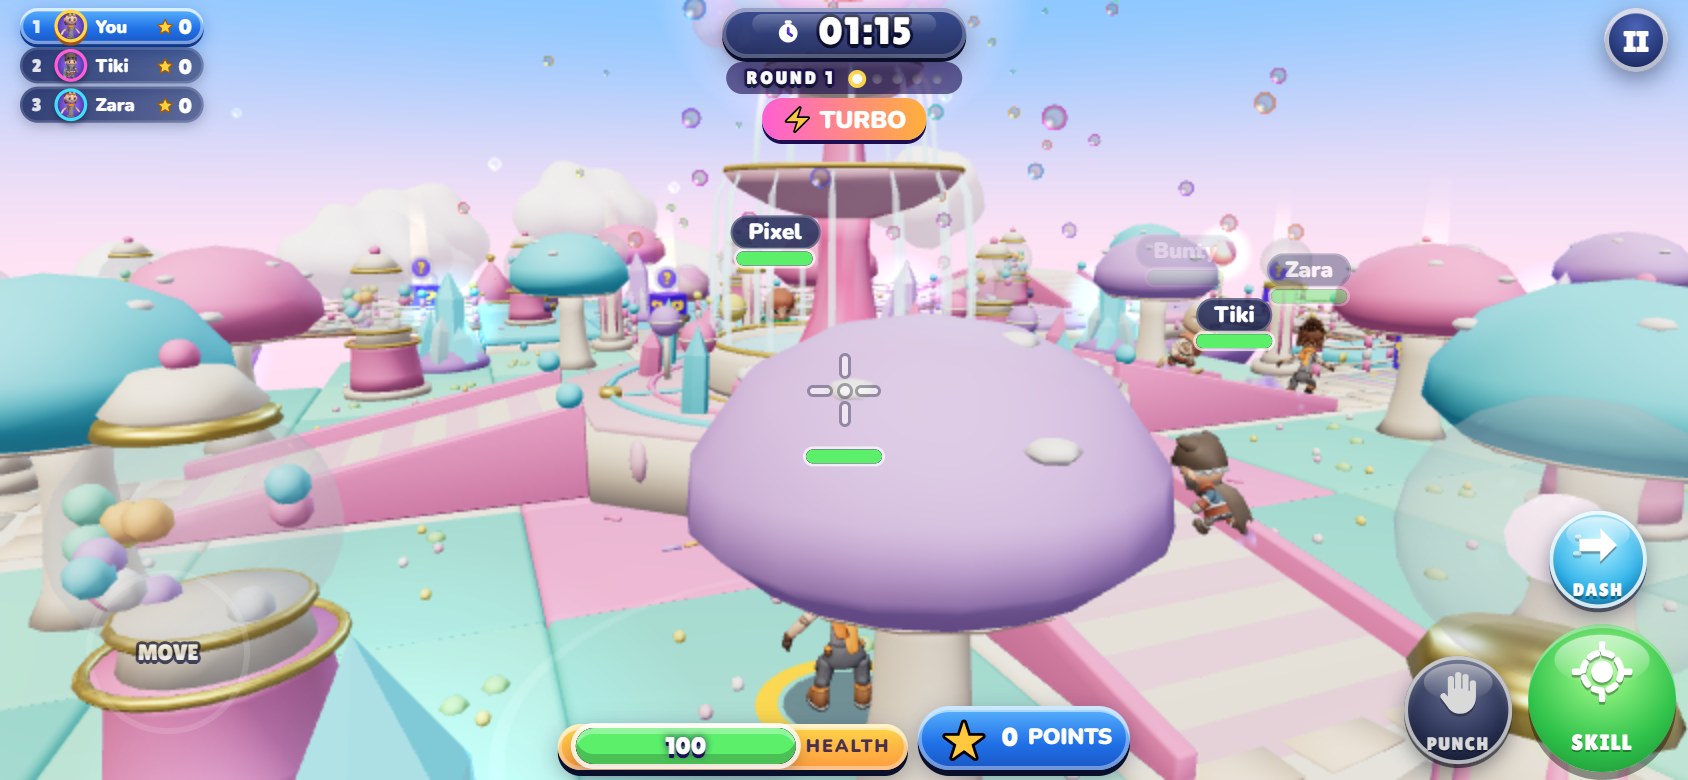 1 You 0
2 Tiki 0
3 Zara 0
01:15
ROUND 1
TURBO
Pixel
Bunty
Zara
Tiki
MOVE
DASH
PUNCH
SKILL
100 HEALTH
0 POINTS